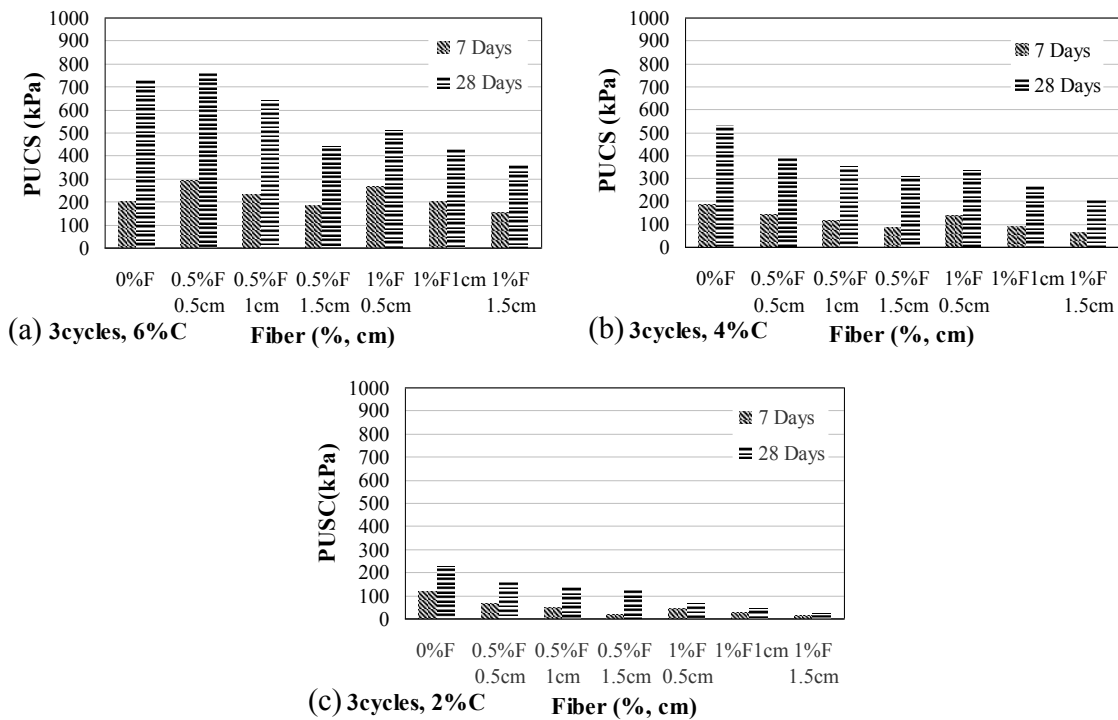 1000
900
800
700
600
500
400
300
200
100
0
PUCS (kPa)
7 Days
28 Days
0%F 0.5%F 0.5%F 0.5%F 1%F 1%F1cm 1%F
0.5cm 1cm 1.5cm 0.5cm 1.5cm
(a) 3cycles, 6%C Fiber (%, cm)
1000
900
800
700
600
500
400
300
200
100
0
PUCS (kPa)
7 Days
28 Days
0%F 0.5%F 0.5%F 0.5%F 1%F 1%F1cm 1%F
0.5cm 1cm 1.5cm 0.5cm 1.5cm
(b) 3cycles, 4%C Fiber (%, cm)
1000
900
800
700
600
500
400
300
200
100
0
PUSC(kPa)
7 Days
28 Days
0%F 0.5%F 0.5%F 0.5%F 1%F 1%F1cm 1%F
0.5cm 1cm 1.5cm 0.5cm 1.5cm
(c) 3cycles, 2%C Fiber (%, cm)